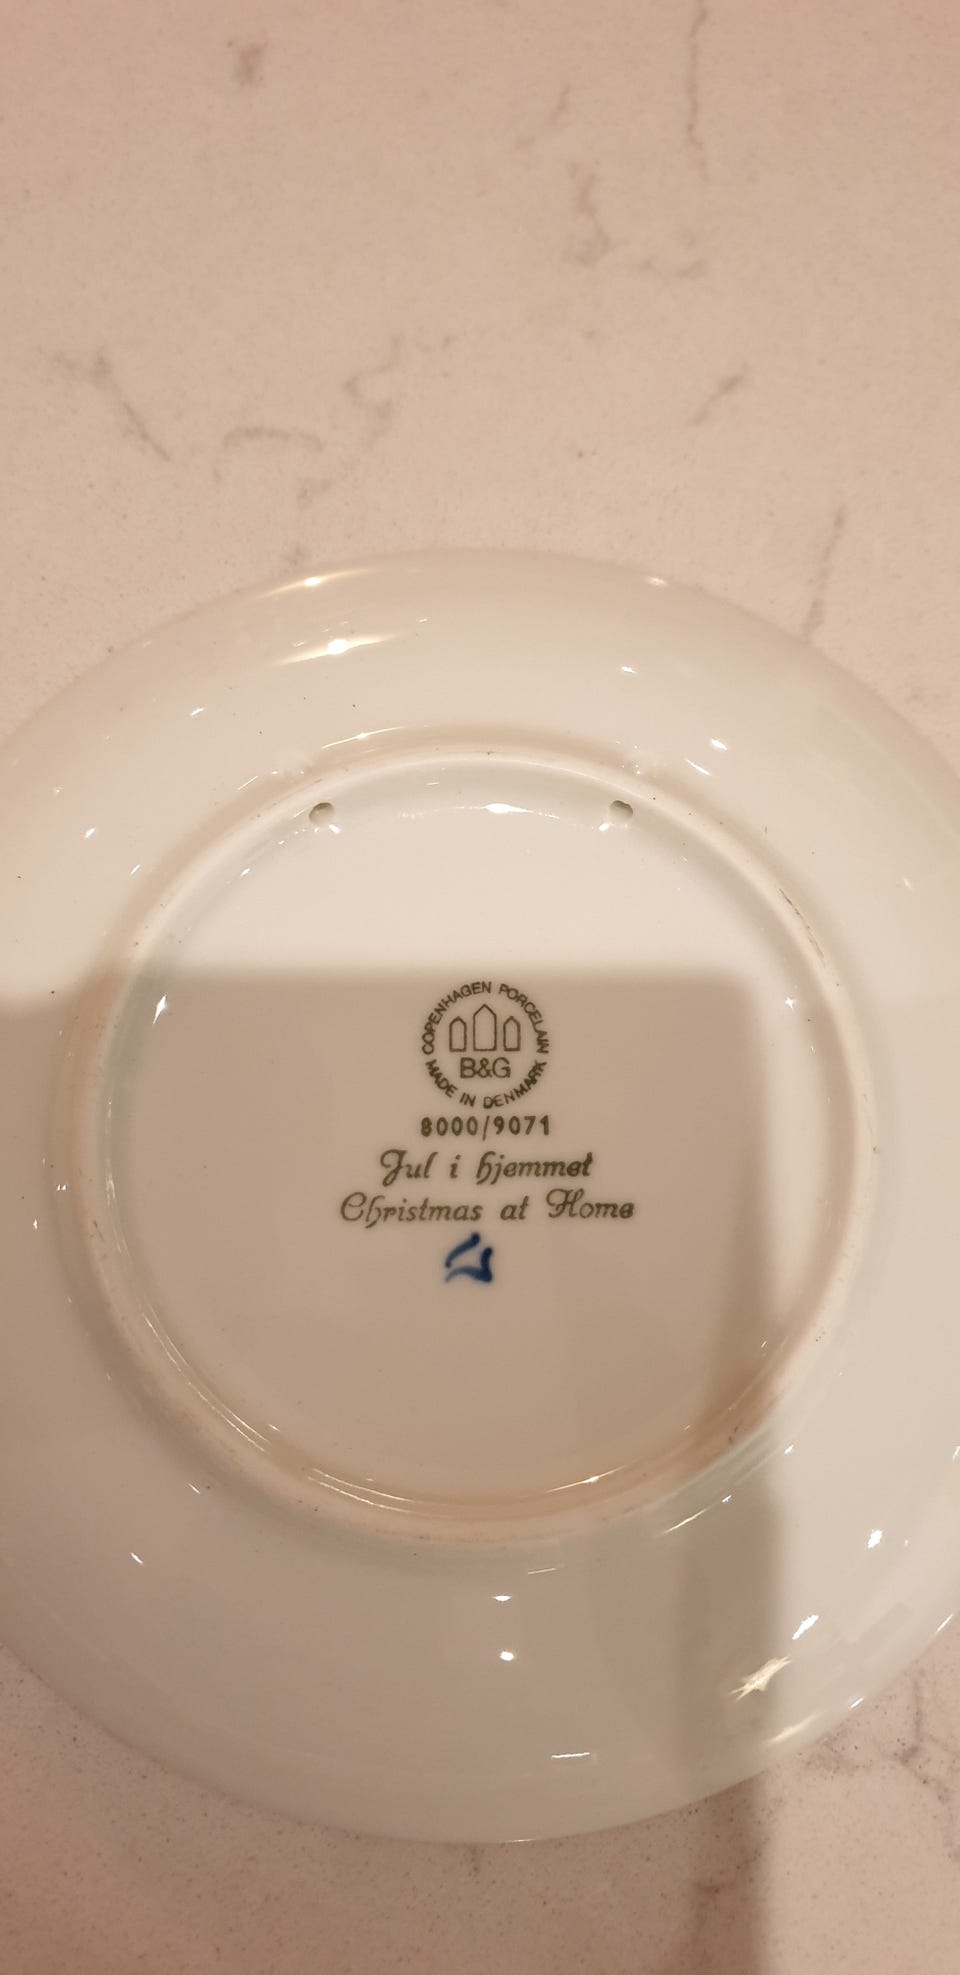 COPENHAGEN PORCELAIN
B&G
MADE IN DENMARK
8000/9071
Jul i hjemmet
Christmas at Home